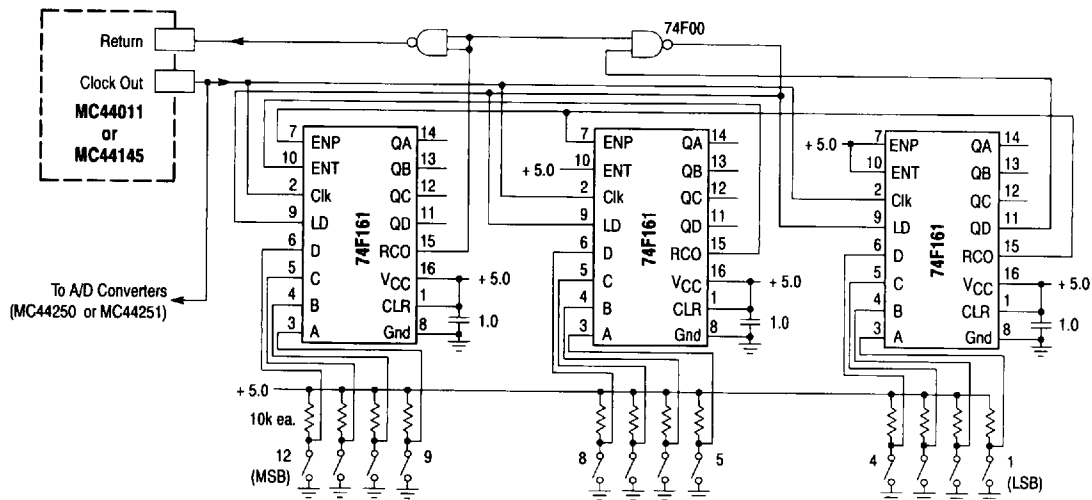 74F00
Return
Clock Out
MC44011
or
MC44145
To A/D Converters
(MC44250 or MC44251)
7 ENP QA 14
10 ENT QB 13
2 Clk QC 12
9 LD QD 11
6 D RCO 15
5 C VCC 16 + 5.0
4 B CLR 1
3 A Gnd 8
74F161
1.0
7 ENP QA 14
+ 5.0 10 ENT QB 13
2 Clk QC 12
9 LD QD 11
6 D RCO 15
5 C VCC 16 + 5.0
4 B CLR 1
3 A Gnd 8
74F161
1.0
+ 5.0 7 ENP QA 14
10 ENT QB 13
2 Clk QC 12
9 LD QD 11
6 D RCO 15
5 C VCC 16 + 5.0
4 B CLR 1
3 A Gnd 8
74F161
1.0
+ 5.0
10k ea.
12
(MSB)
9
8
5
4
1
(LSB)